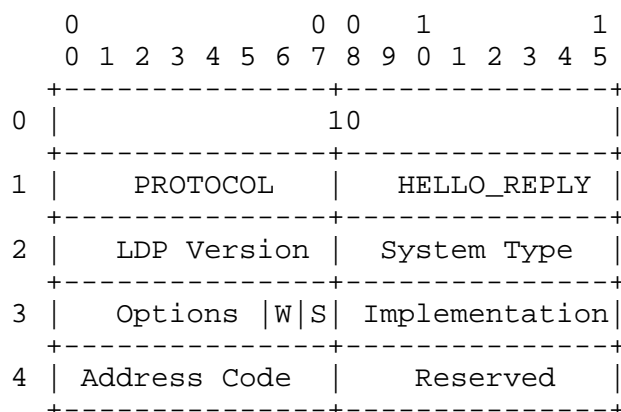 0             0 0   1         1
    0 1 2 3 4 5 6 7 8 9 0 1 2 3 4 5
   +---------------+---------------+
0  |              10               |
   +---------------+---------------+
1  |    PROTOCOL   |   HELLO_REPLY |
   +---------------+---------------+
2  |   LDP Version |  System Type  |
   +---------------+---------------+
3  |   Options |W|S| Implementation|
   +---------------+---------------+
4  | Address Code  |    Reserved   |
   +---------------+---------------+